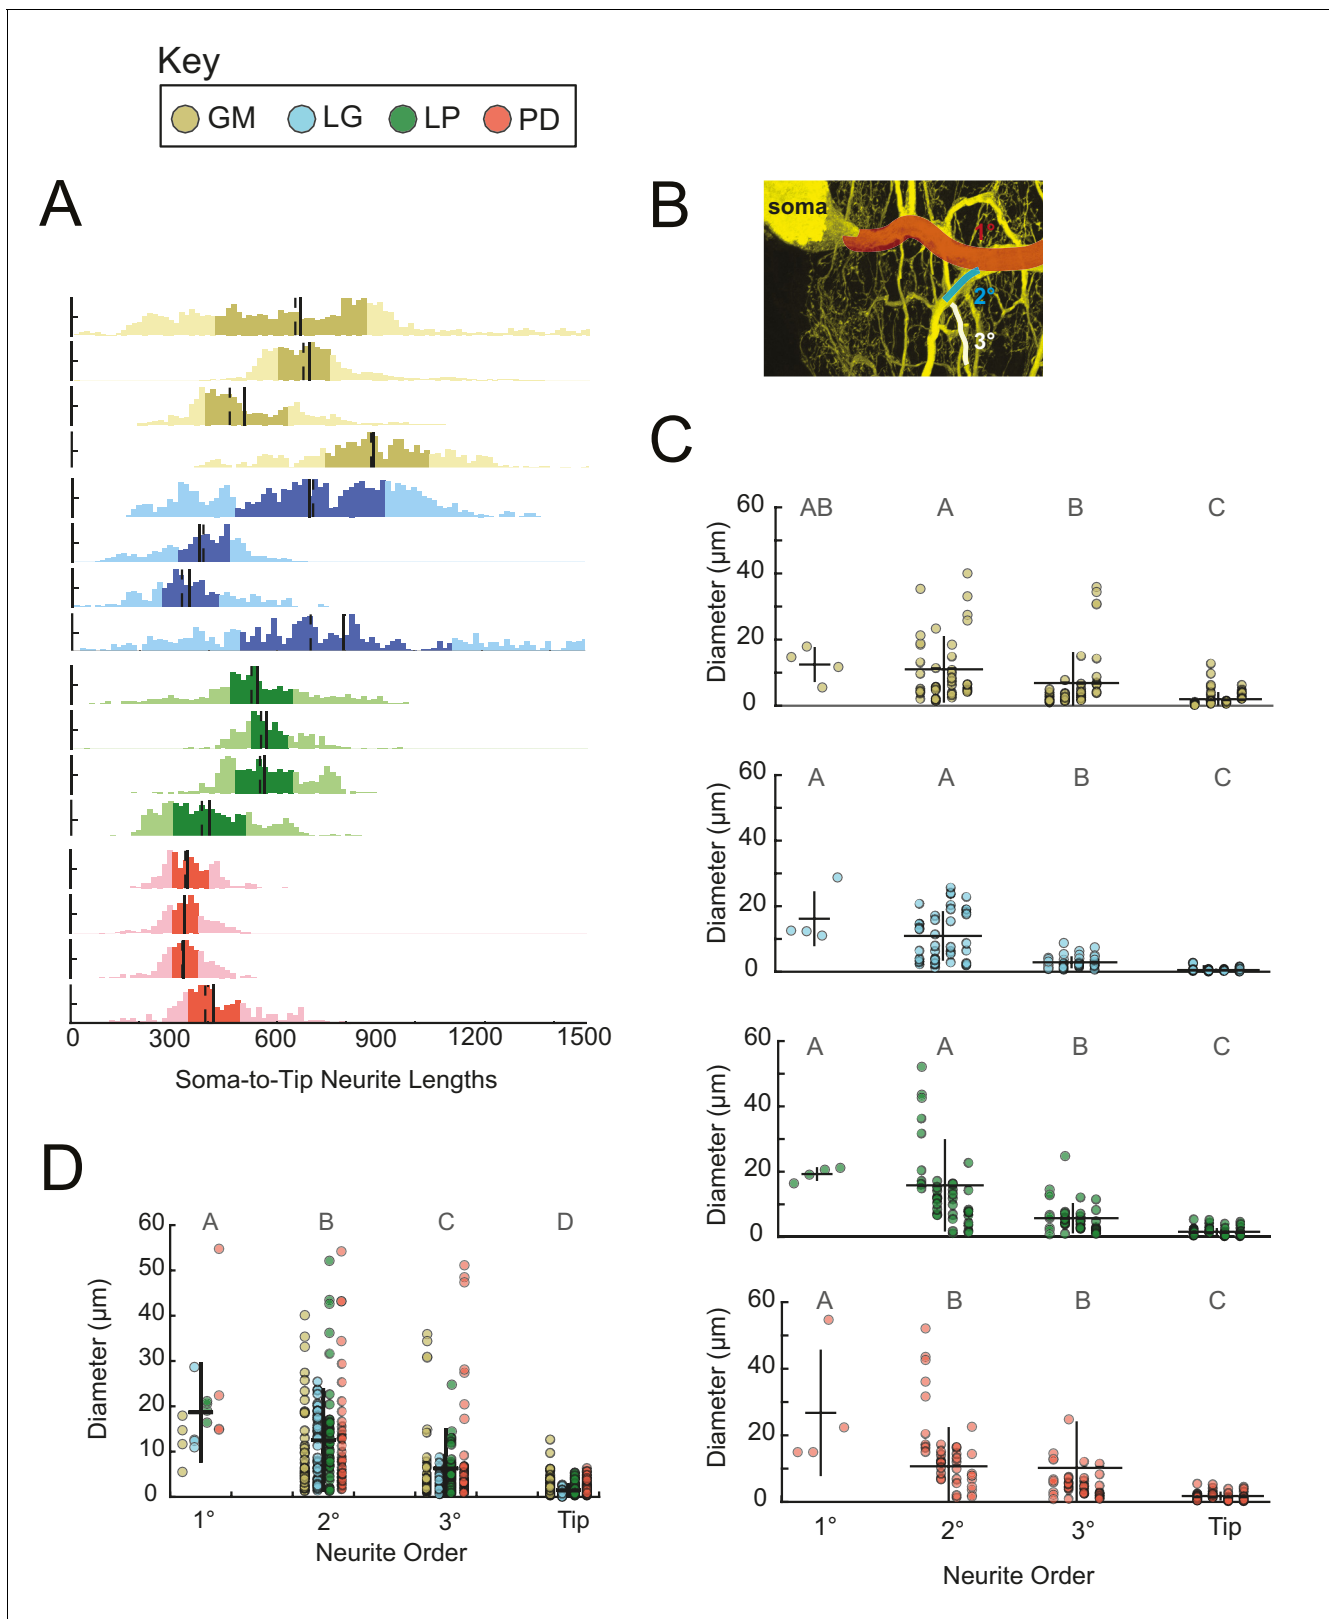 Key
GM LG LP PD
A
0 300 600 900 1200 1500
Soma-to-Tip Neurite Lengths
B
soma
1°
2°
3°
C
AB A B C
60
40
20
0
Diameter (µm)
A A B C
60
40
20
0
Diameter (µm)
A A B C
60
40
20
0
Diameter (µm)
A B B C
60
40
20
0
Diameter (µm)
1° 2° 3° Tip
Neurite Order
D
A B C D
60
50
40
30
20
10
0
Diameter (µm)
1° 2° 3° Tip
Neurite Order